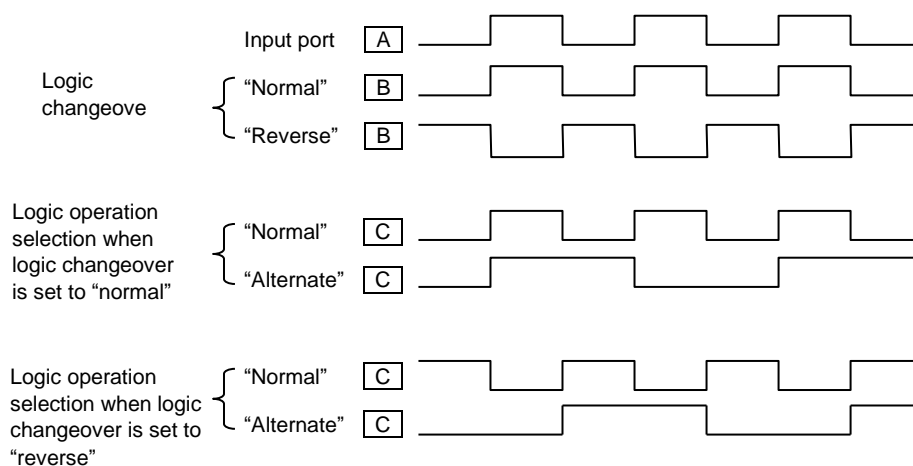 Input port A
Logic
changeove
“Normal” B
“Reverse” B
Logic operation
selection when
logic changeover
is set to “normal”
“Normal” C
“Alternate” C
Logic operation
selection when logic
changeover is set to
“reverse”
“Normal” C
“Alternate” C